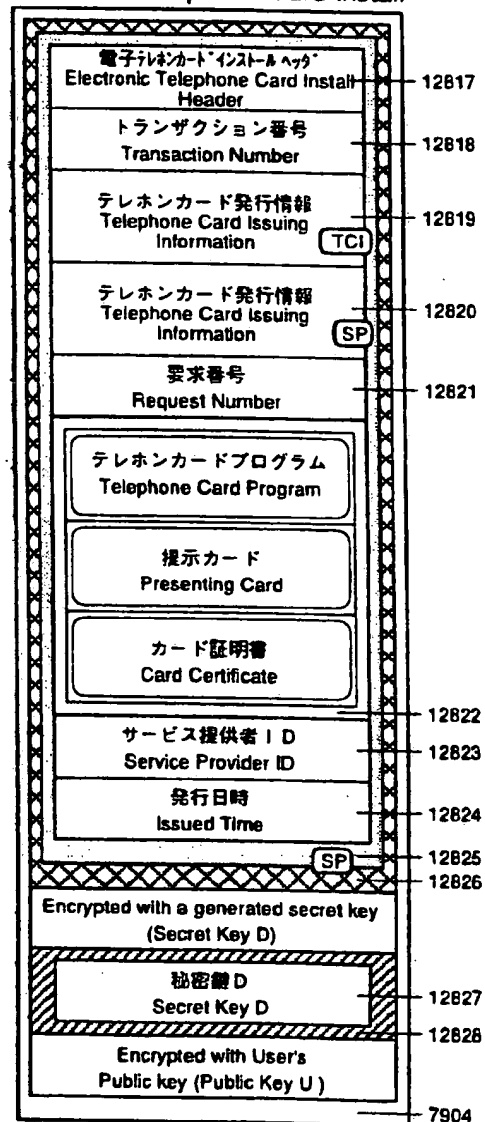 電子テレホンカード インストール ヘッダ
Electronic Telephone Card Install
Header
12817
トランザクション番号
Transaction Number
12818
テレホンカード発行情報
Telephone Card Issuing
Information
TCI
12819
テレホンカード発行情報
Telephone Card Issuing
Information
SP
12820
要求番号
Request Number
12821
テレホンカードプログラム
Telephone Card Program
提示カード
Presenting Card
カード証明書
Card Certificate
12822
サービス提供者ID
Service Provider ID
12823
発行日時
Issued Time
12824
SP
12825
12826
Encrypted with a generated secret key
(Secret Key D)
秘密鍵D
Secret Key D
12827
12828
Encrypted with User's
Public key (Public Key U )
7904